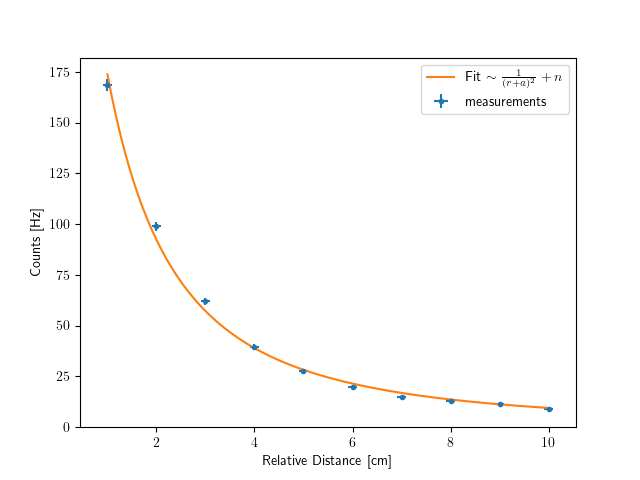 175
150
125
100
75
50
25
0
Counts [Hz]
2 4 6 8 10
Relative Distance [cm]
Fit ∼ 1/(r+a)² + n
measurements